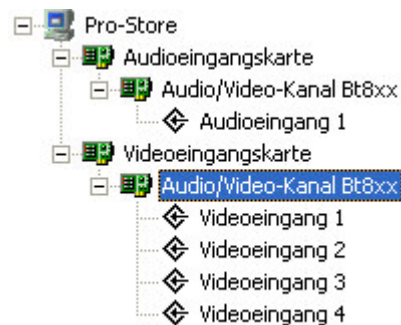 Pro-Store
Audioeingangskarte
Audio/Video-Kanal Bt8xx
Audioeingang 1
Videoeingangskarte
Audio/Video-Kanal Bt8xx
Videoeingang 1
Videoeingang 2
Videoeingang 3
Videoeingang 4